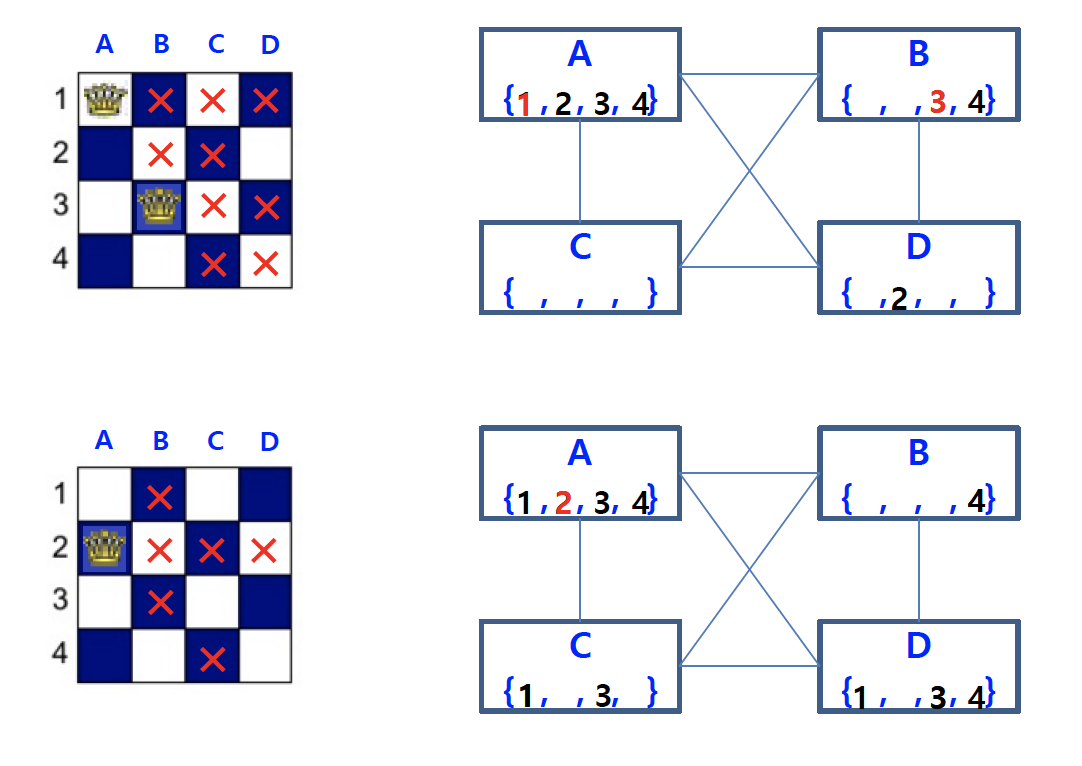 A B C D
1
2
3
4
A
{1, 2, 3, 4}
B
{ , , 3, 4}
C
{ , , , }
D
{ , 2, , }
A B C D
1
2
3
4
A
{1, 2, 3, 4}
B
{ , , , 4}
C
{1, , 3, }
D
{1, , 3, 4}